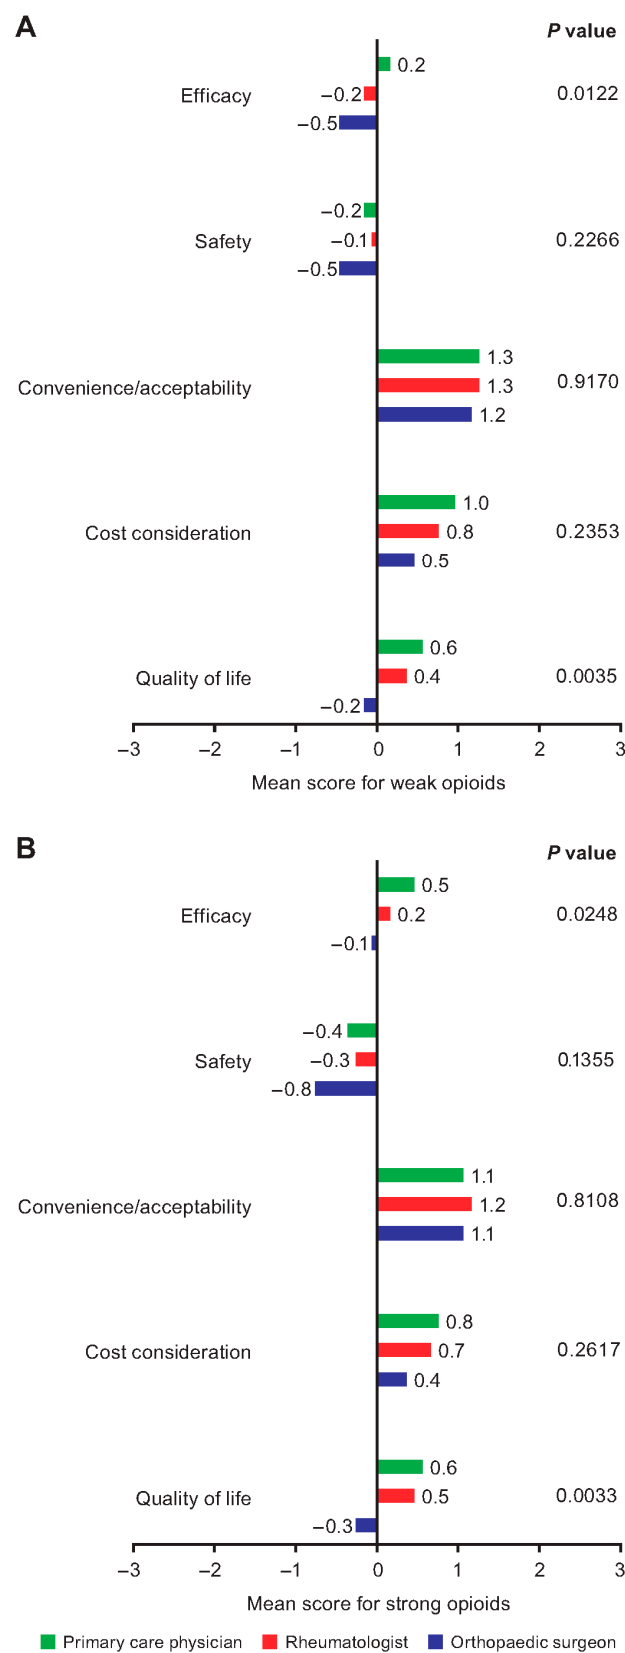 A
P value
0.2
Efficacy
–0.2
0.0122
–0.5
–0.2
Safety
–0.1
0.2266
–0.5
1.3
Convenience/acceptability
1.3
0.9170
1.2
1.0
Cost consideration
0.8
0.2353
0.5
0.6
Quality of life
0.4
0.0035
–0.2
–3 –2 –1 0 1 2 3
Mean score for weak opioids
B
P value
0.5
Efficacy
0.2
0.0248
–0.1
–0.4
Safety
–0.3
0.1355
–0.8
1.1
Convenience/acceptability
1.2
0.8108
1.1
0.8
Cost consideration
0.7
0.2617
0.4
0.6
Quality of life
0.5
0.0033
–0.3
–3 –2 –1 0 1 2 3
Mean score for strong opioids
Primary care physician Rheumatologist Orthopaedic surgeon